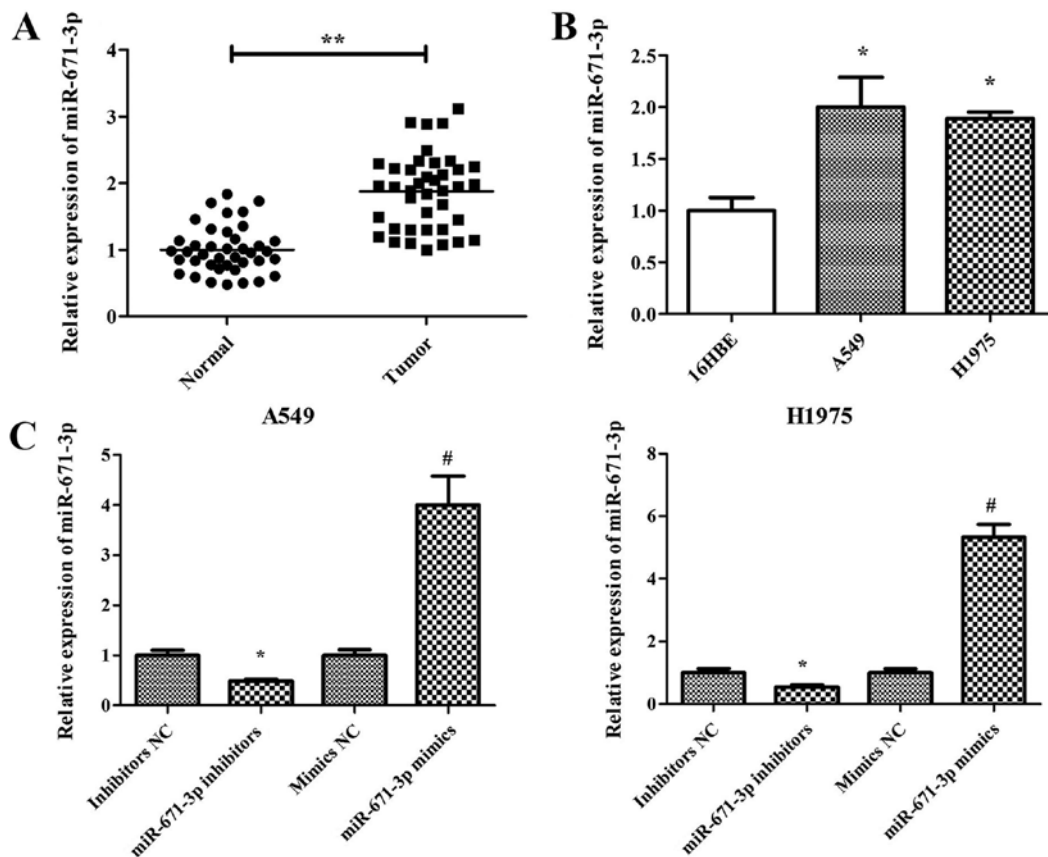 A
Relative expression of miR-671-3p
4
3
2
1
0
**
Normal
Tumor
B
Relative expression of miR-671-3p
2.5
2.0
1.5
1.0
0.5
0.0
*
*
16HBE
A549
H1975
C
A549
Relative expression of miR-671-3p
5
4
3
2
1
0
*
#
Inhibitors NC
miR-671-3p inhibitors
Mimics NC
miR-671-3p mimics
H1975
Relative expression of miR-671-3p
8
6
4
2
0
*
#
Inhibitors NC
miR-671-3p inhibitors
Mimics NC
miR-671-3p mimics